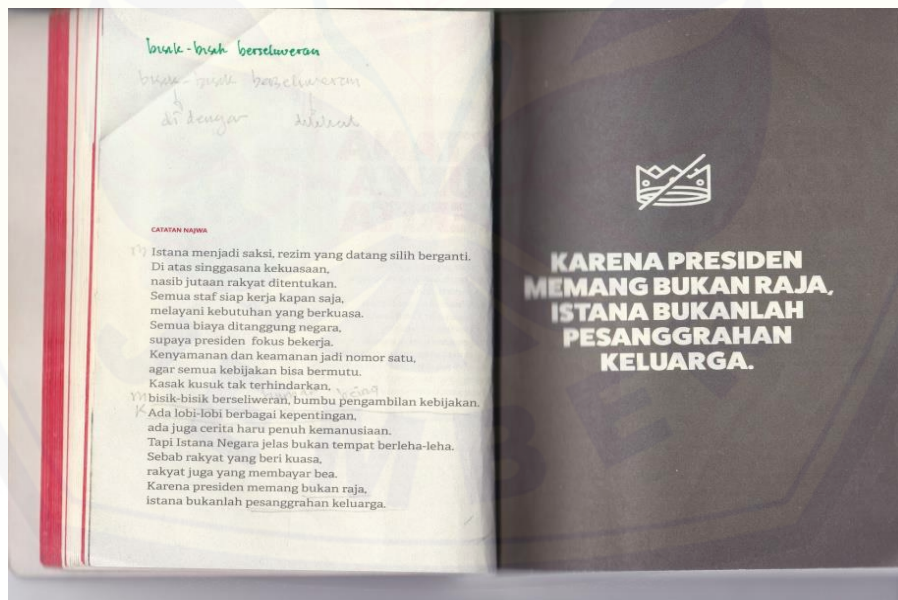 bisik-bisik berseliweran
bisik-bisik berseliweran
di dengar
CATATAN NAJWA
Istana menjadi saksi, rezim yang datang silih berganti.
Di atas singgasana kekuasaan,
nasib jutaan rakyat ditentukan.
Semua staf siap kerja kapan saja,
melayani kebutuhan yang berkuasa.
Semua biaya ditanggung negara,
supaya presiden fokus bekerja.
Kenyamanan dan keamanan jadi nomor satu,
agar semua kebijakan bisa bermutu.
Kasak kusuk tak terhindarkan,
bisik-bisik berseliweran, bumbu pengambilan kebijakan.
Ada lobi-lobi berbagai kepentingan,
ada juga cerita haru penuh kemanusiaan.
Tapi Istana Negara jelas bukan tempat berleha-leha.
Sebab rakyat yang beri kuasa,
rakyat juga yang membayar bea.
Karena presiden memang bukan raja,
istana bukanlah pesanggrahan keluarga.
KARENA PRESIDEN
MEMANG BUKAN RAJA,
ISTANA BUKANLAH
PESANGGRAHAN
KELUARGA.